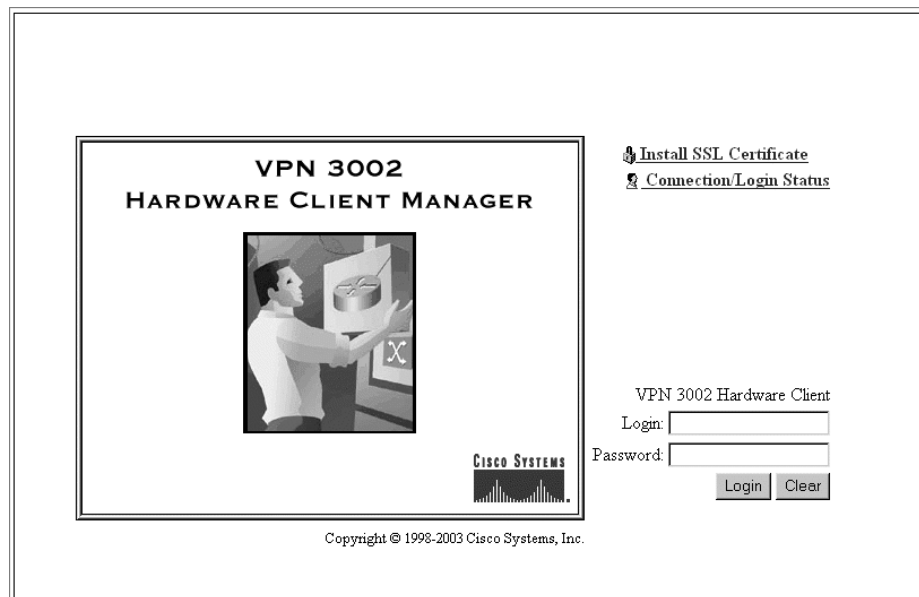 VPN 3002
HARDWARE CLIENT MANAGER
CISCO SYSTEMS
Copyright © 1998-2003 Cisco Systems, Inc.
Install SSL Certificate
Connection/Login Status
VPN 3002 Hardware Client
Login:
Password:
Login Clear